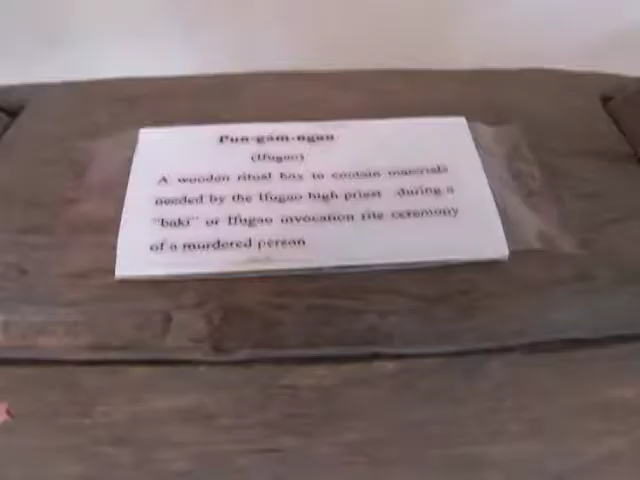 Pun-gam-ngan
(Ifugao)
A wooden ritual box to contain materials
needed by the Ifugao high priest during a
"baki" or Ifugao invocation rite ceremony
of a murdered person